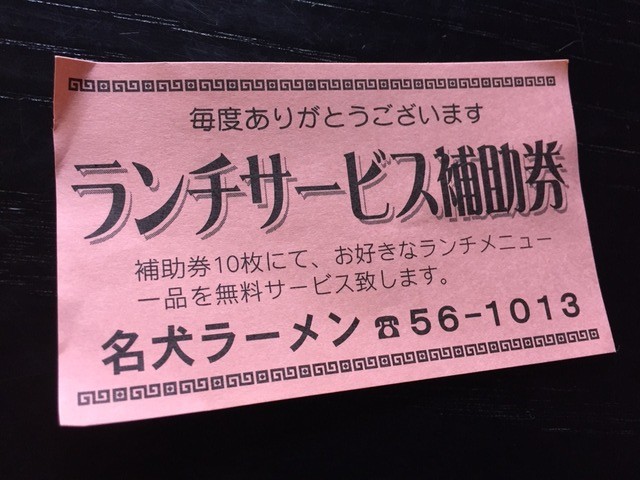 毎度ありがとうございます
ランチサービス補助券
補助券10枚にて、お好きなランチメニュー
一品を無料サービス致します。
名犬ラーメン☎56-1013